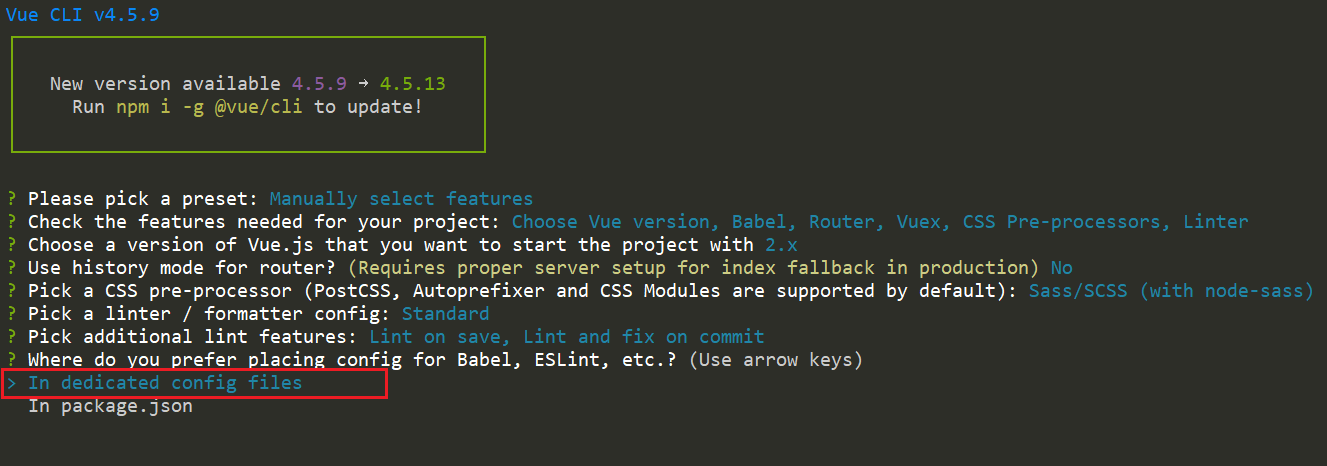 Vue CLI v4.5.9
New version available 4.5.9 → 4.5.13
Run npm i -g @vue/cli to update!
? Please pick a preset: Manually select features
? Check the features needed for your project: Choose Vue version, Babel, Router, Vuex, CSS Pre-processors, Linter
? Choose a version of Vue.js that you want to start the project with 2.x
? Use history mode for router? (Requires proper server setup for index fallback in production) No
? Pick a CSS pre-processor (PostCSS, Autoprefixer and CSS Modules are supported by default): Sass/SCSS (with node-sass)
? Pick a linter / formatter config: Standard
? Pick additional lint features: Lint on save, Lint and fix on commit
? Where do you prefer placing config for Babel, ESLint, etc.? (Use arrow keys)
> In dedicated config files
In package.json